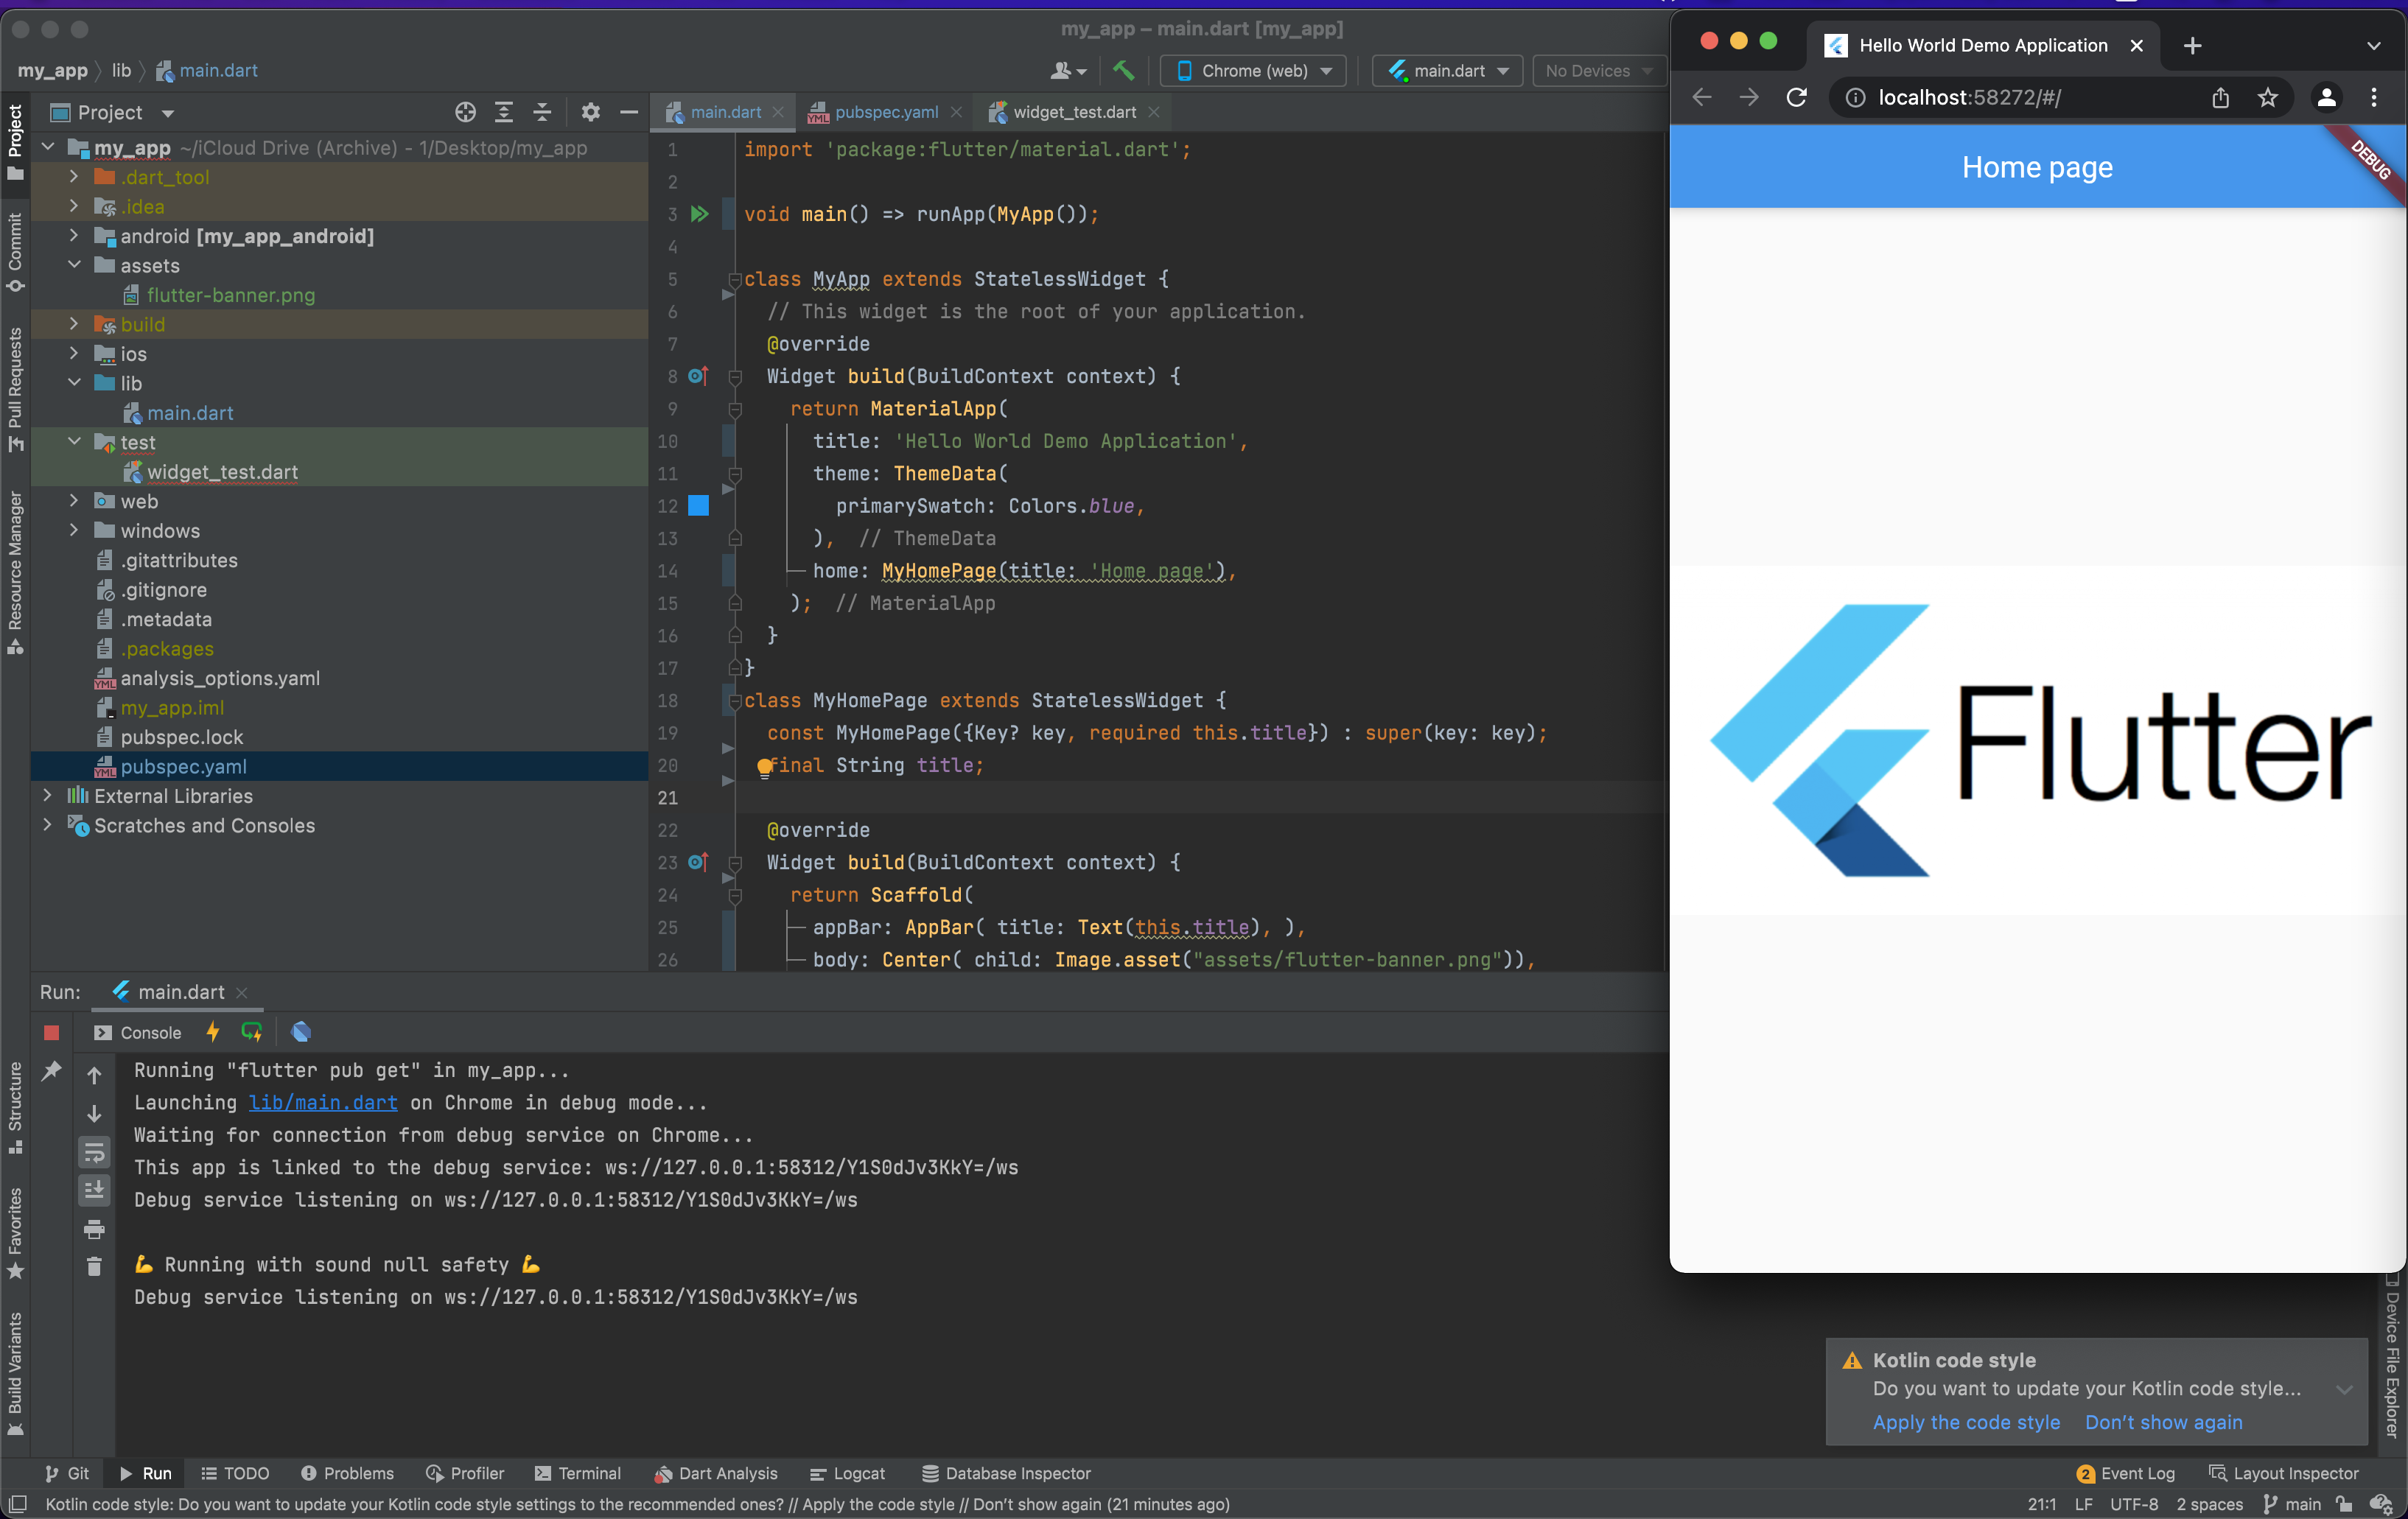 my_app – main.dart [my_app]
my_app lib main.dart
Chrome (web) main.dart No Devices
Project
main.dart pubspec.yaml widget_test.dart
my_app ~/iCloud Drive (Archive) - 1/Desktop/my_app
.dart_tool
.idea
android [my_app_android]
assets
flutter-banner.png
build
ios
lib
main.dart
test
widget_test.dart
web
windows
.gitattributes
.gitignore
.metadata
.packages
YML analysis_options.yaml
my_app.iml
pubspec.lock
YML pubspec.yaml
External Libraries
Scratches and Consoles
Project
Commit
Pull Requests
Resource Manager
Structure
Favorites
Build Variants
1 import 'package:flutter/material.dart';
2
3 void main() => runApp(MyApp());
4
5 class MyApp extends StatelessWidget {
6 // This widget is the root of your application.
7 @override
8 Widget build(BuildContext context) {
9 return MaterialApp(
10 title: 'Hello World Demo Application',
11 theme: ThemeData(
12 primarySwatch: Colors.blue,
13 ), // ThemeData
14 home: MyHomePage(title: 'Home page'),
15 ); // MaterialApp
16 }
17 }
18 class MyHomePage extends StatelessWidget {
19 const MyHomePage({Key? key, required this.title}) : super(key: key);
20 final String title;
21
22 @override
23 Widget build(BuildContext context) {
24 return Scaffold(
25 appBar: AppBar( title: Text(this.title), ),
26 body: Center( child: Image.asset("assets/flutter-banner.png")),
Hello World Demo Application
localhost:58272/#/
Home page
DEBUG
Flutter
Run: main.dart
Console
Running "flutter pub get" in my_app...
Launching lib/main.dart on Chrome in debug mode...
Waiting for connection from debug service on Chrome...
This app is linked to the debug service: ws://127.0.0.1:58312/Y1S0dJv3KkY=/ws
Debug service listening on ws://127.0.0.1:58312/Y1S0dJv3KkY=/ws
💪 Running with sound null safety 💪
Debug service listening on ws://127.0.0.1:58312/Y1S0dJv3KkY=/ws
Device File Explorer
Kotlin code style
Do you want to update your Kotlin code style...
Apply the code style Don't show again
Git Run TODO Problems Profiler Terminal Dart Analysis Logcat Database Inspector 2 Event Log Layout Inspector
Kotlin code style: Do you want to update your Kotlin code style settings to the recommended ones? // Apply the code style // Don't show again (21 minutes ago) 21:1 LF UTF-8 2 spaces main